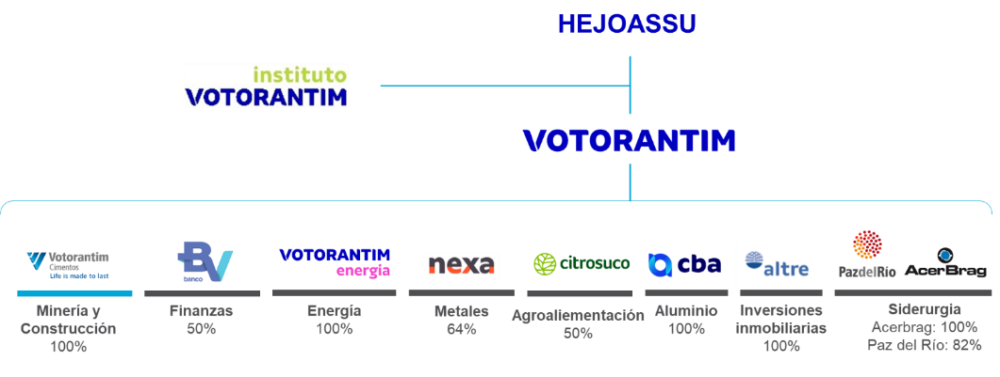 HEJOASSU
instituto
VOTORANTIM
VOTORANTIM
Votorantim
Cimentos
Life is made to last
Minería y
Construcción
100%
BV
banco
Finanzas
50%
VOTORANTIM
energia
Energía
100%
nexa
Metales
64%
citrosuco
Agroaliementación
50%
cba
Aluminio
100%
altre
Inversiones
inmobiliarias
100%
PazdelRío AcerBrag
Siderurgia
Acerbrag: 100%
Paz del Río: 82%